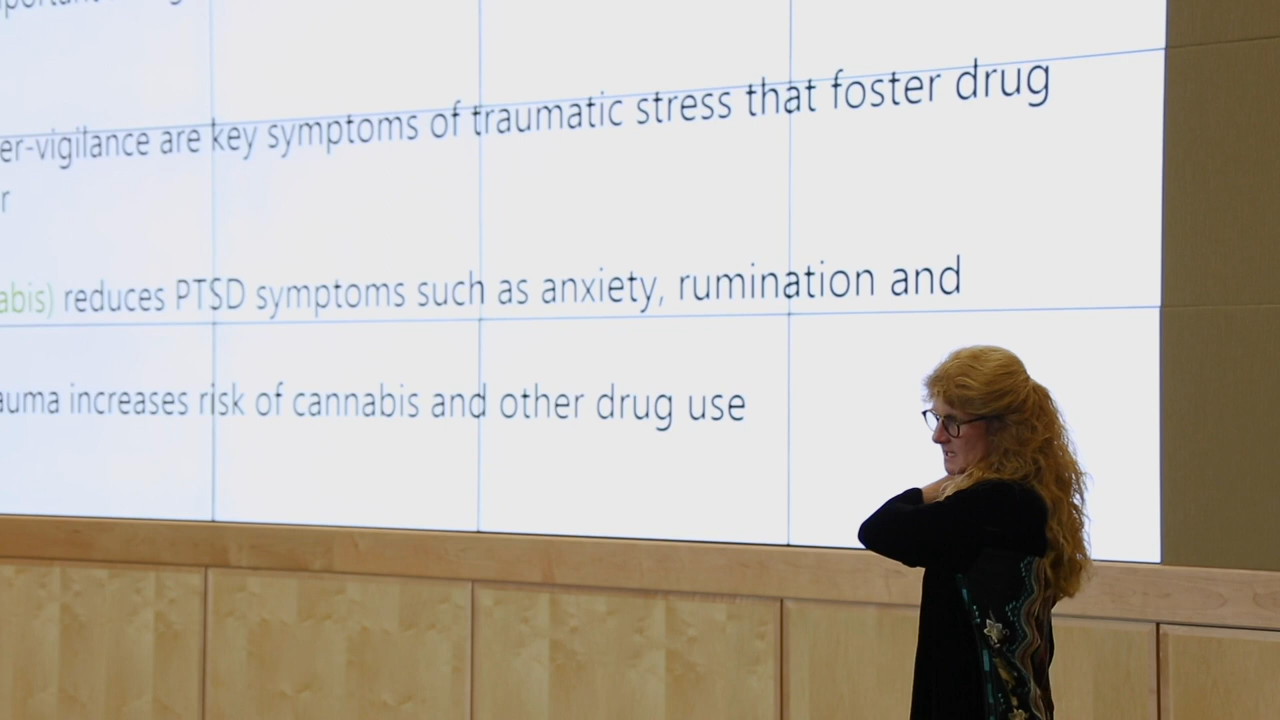 er-vigilance are key symptoms of traumatic stress that foster drug
r
abis) reduces PTSD symptoms such as anxiety, rumination and
auma increases risk of cannabis and other drug use